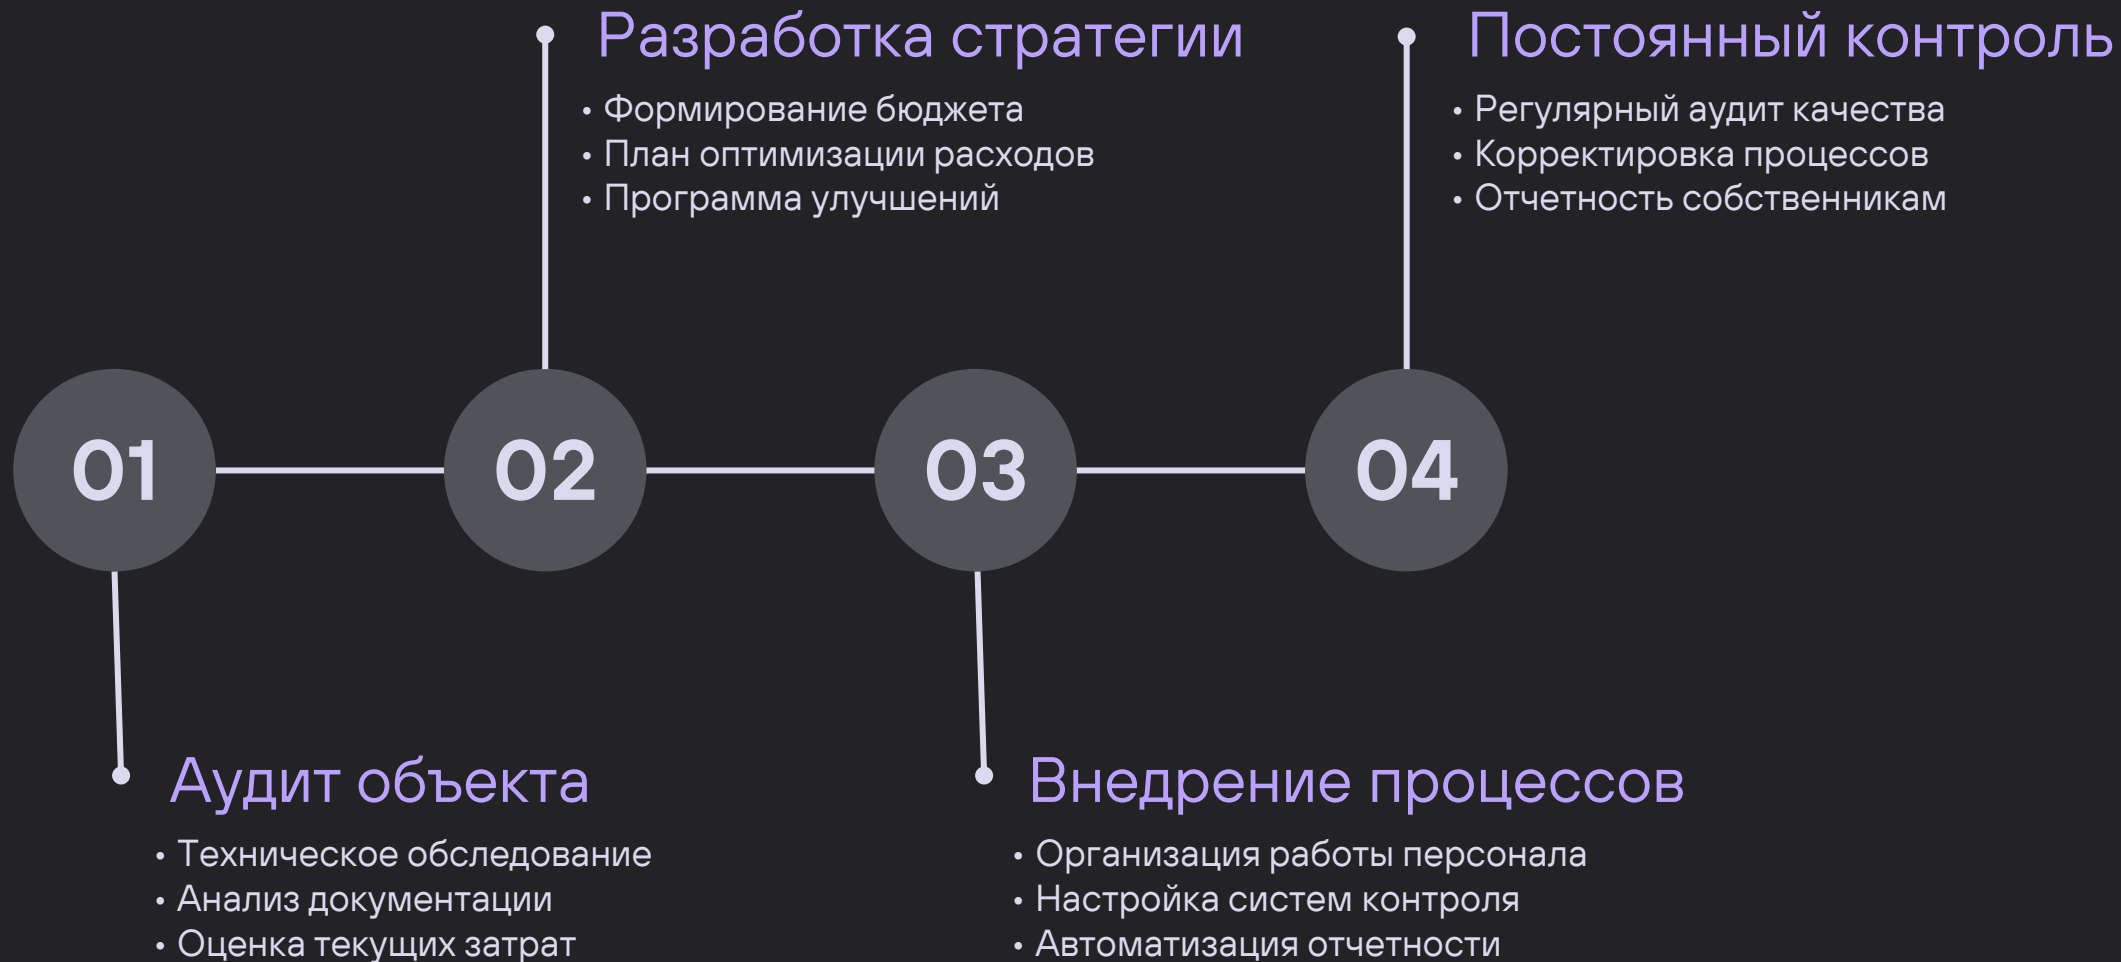 Разработка стратегии
• Формирование бюджета
• План оптимизации расходов
• Программа улучшений
Постоянный контроль
• Регулярный аудит качества
• Корректировка процессов
• Отчетность собственникам
01
02
03
04
Аудит объекта
• Техническое обследование
• Анализ документации
• Оценка текущих затрат
Внедрение процессов
• Организация работы персонала
• Настройка систем контроля
• Автоматизация отчетности